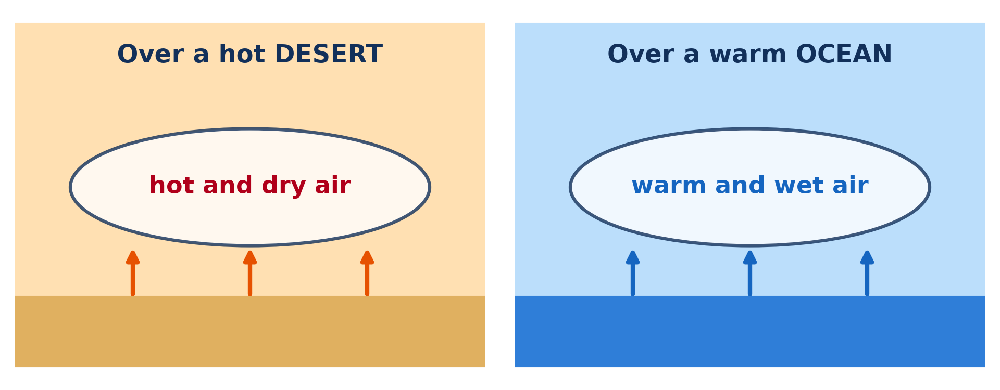 Over a hot DESERT
hot and dry air
Over a warm OCEAN
warm and wet air